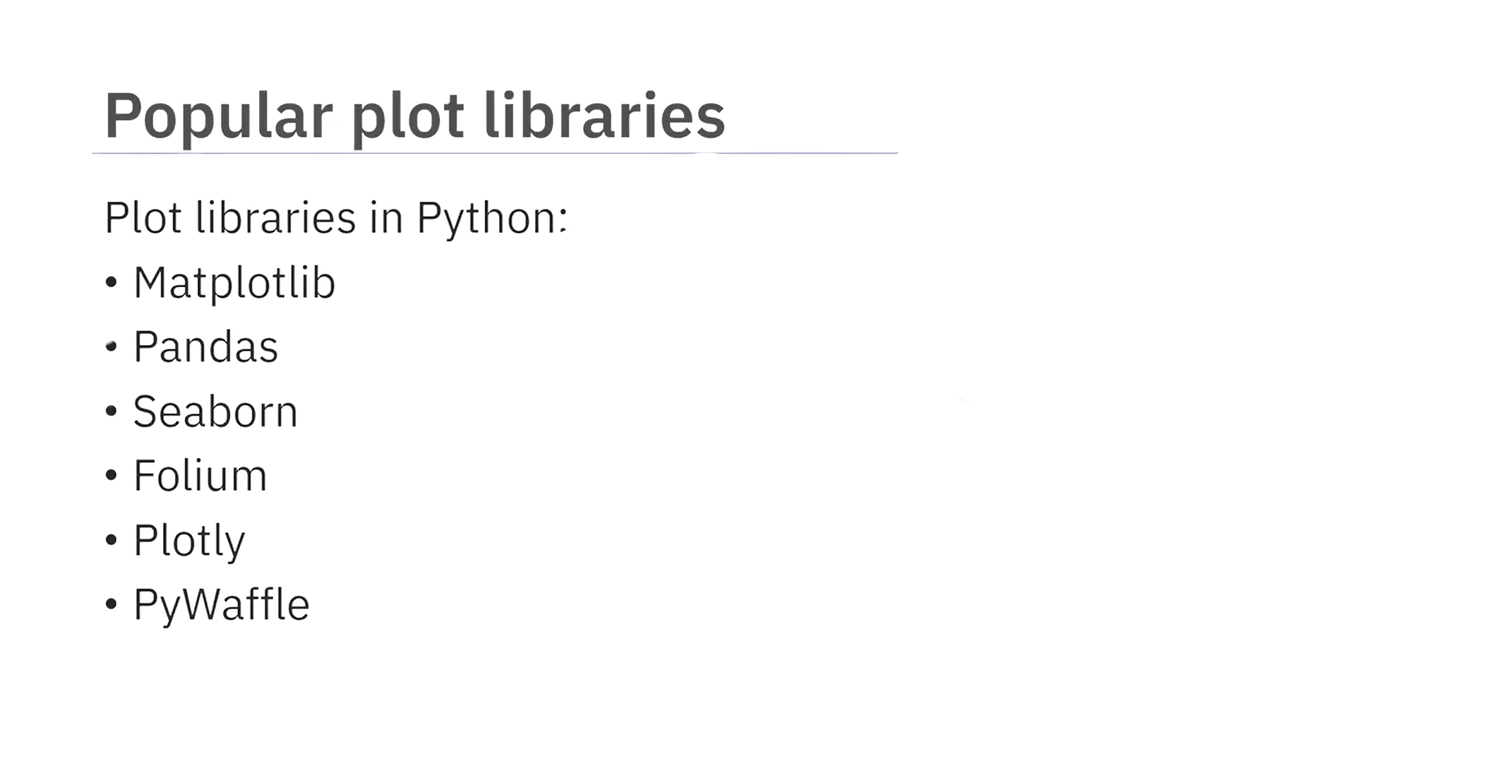 Popular plot libraries
Plot libraries in Python:
• Matplotlib
• Pandas
• Seaborn
• Folium
• Plotly
• PyWaffle